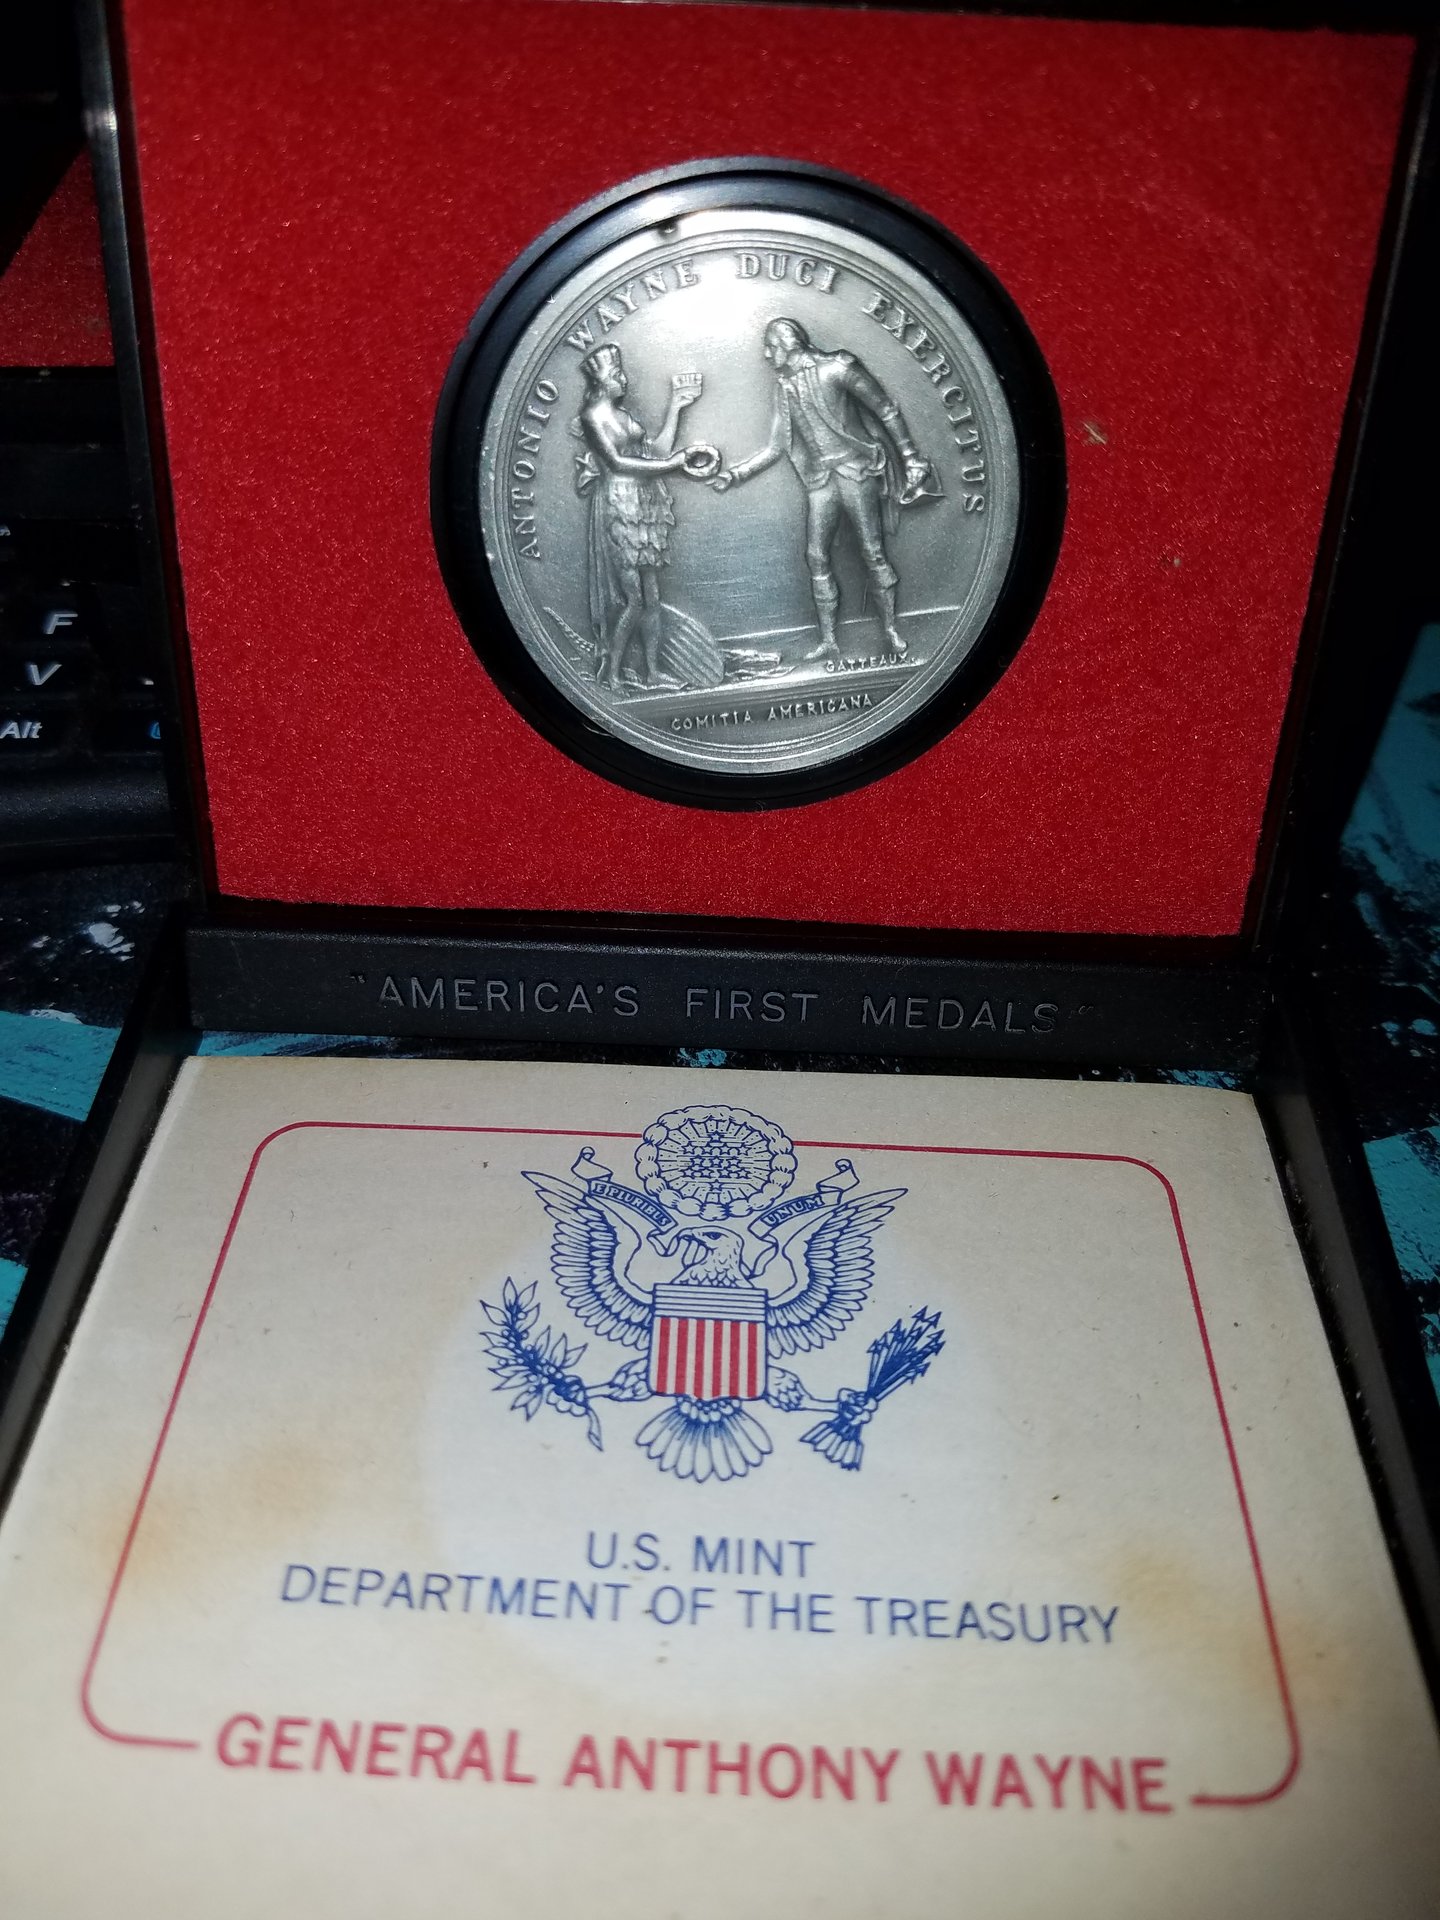 ANTONIO WAYNE DUCI EXERCITUS
GATTEAUX.
COMITIA AMERICANA
F
V
Alt
"AMERICA'S FIRST MEDALS"
E PLURIBUS UNUM
U.S. MINT
DEPARTMENT OF THE TREASURY
GENERAL ANTHONY WAYNE